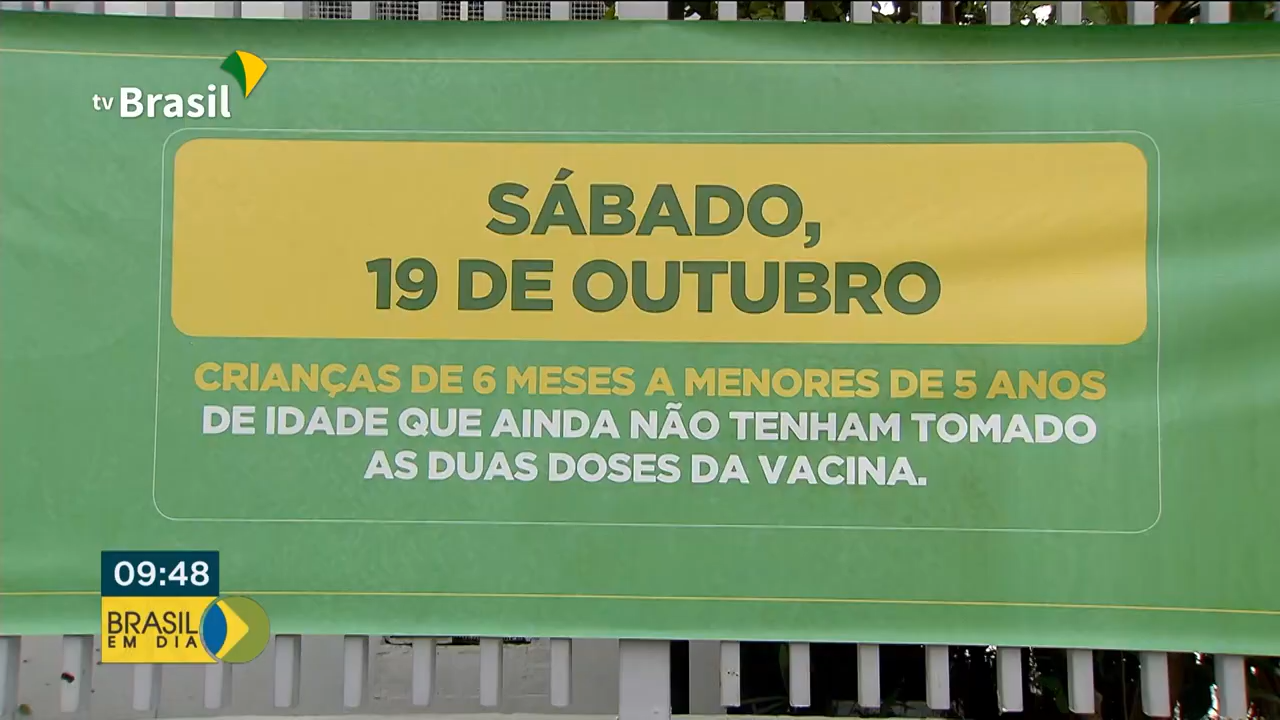 tv Brasil
SÁBADO,
19 DE OUTUBRO
CRIANÇAS DE 6 MESES A MENORES DE 5 ANOS
DE IDADE QUE AINDA NÃO TENHAM TOMADO
AS DUAS DOSES DA VACINA.
09:48
BRASIL
EM DIA